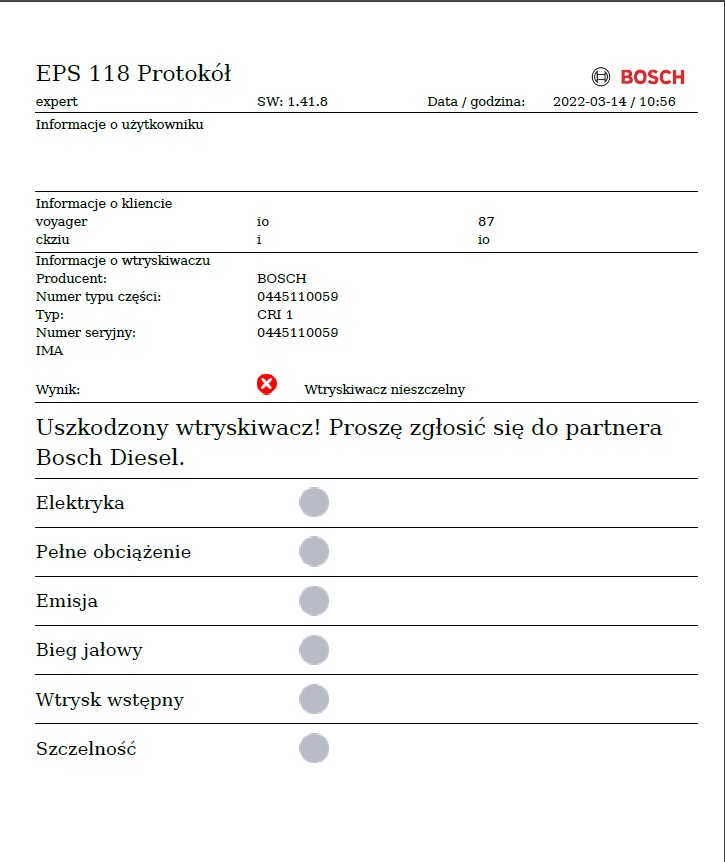 EPS 118 Protokół
BOSCH
expert SW: 1.41.8 Data / godzina: 2022-03-14 / 10:56
Informacje o użytkowniku
Informacje o kliencie
voyager io 87
ckziu i io
Informacje o wtryskiwaczu
Producent: BOSCH
Numer typu części: 0445110059
Typ: CRI 1
Numer seryjny: 0445110059
IMA
Wynik: Wtryskiwacz nieszczelny
Uszkodzony wtryskiwacz! Proszę zgłosić się do partnera
Bosch Diesel.
Elektryka
Pełne obciążenie
Emisja
Bieg jałowy
Wtrysk wstępny
Szczelność